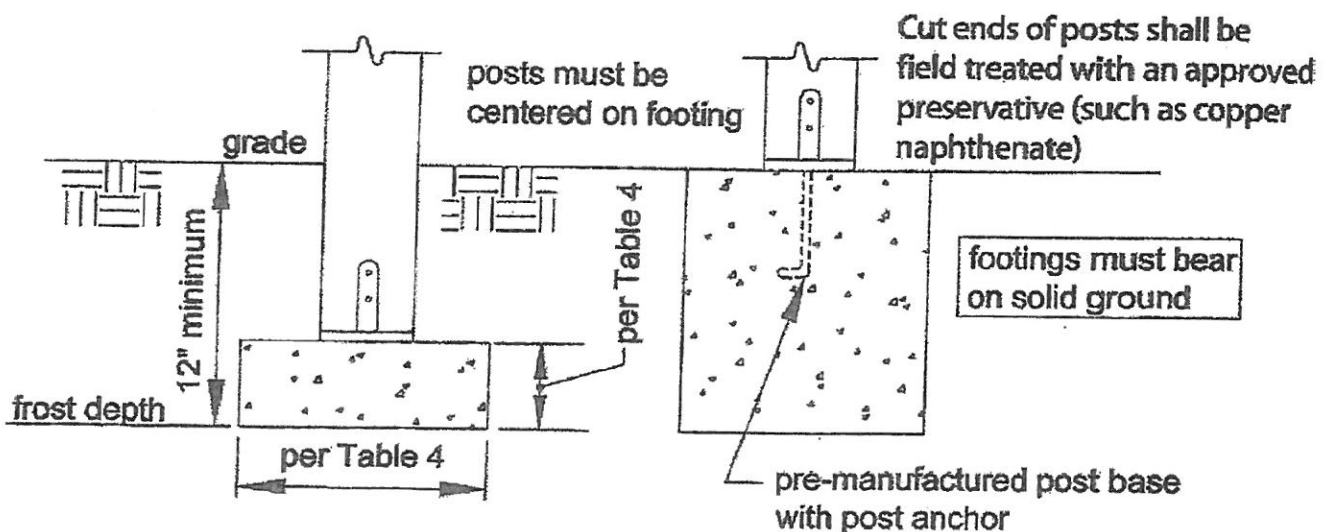 posts must be
centered on footing
Cut ends of posts shall be
field treated with an approved
preservative (such as copper
naphthenate)
grade
12" minimum
per Table 4
footings must bear
on solid ground
frost depth
per Table 4
pre-manufactured post base
with post anchor